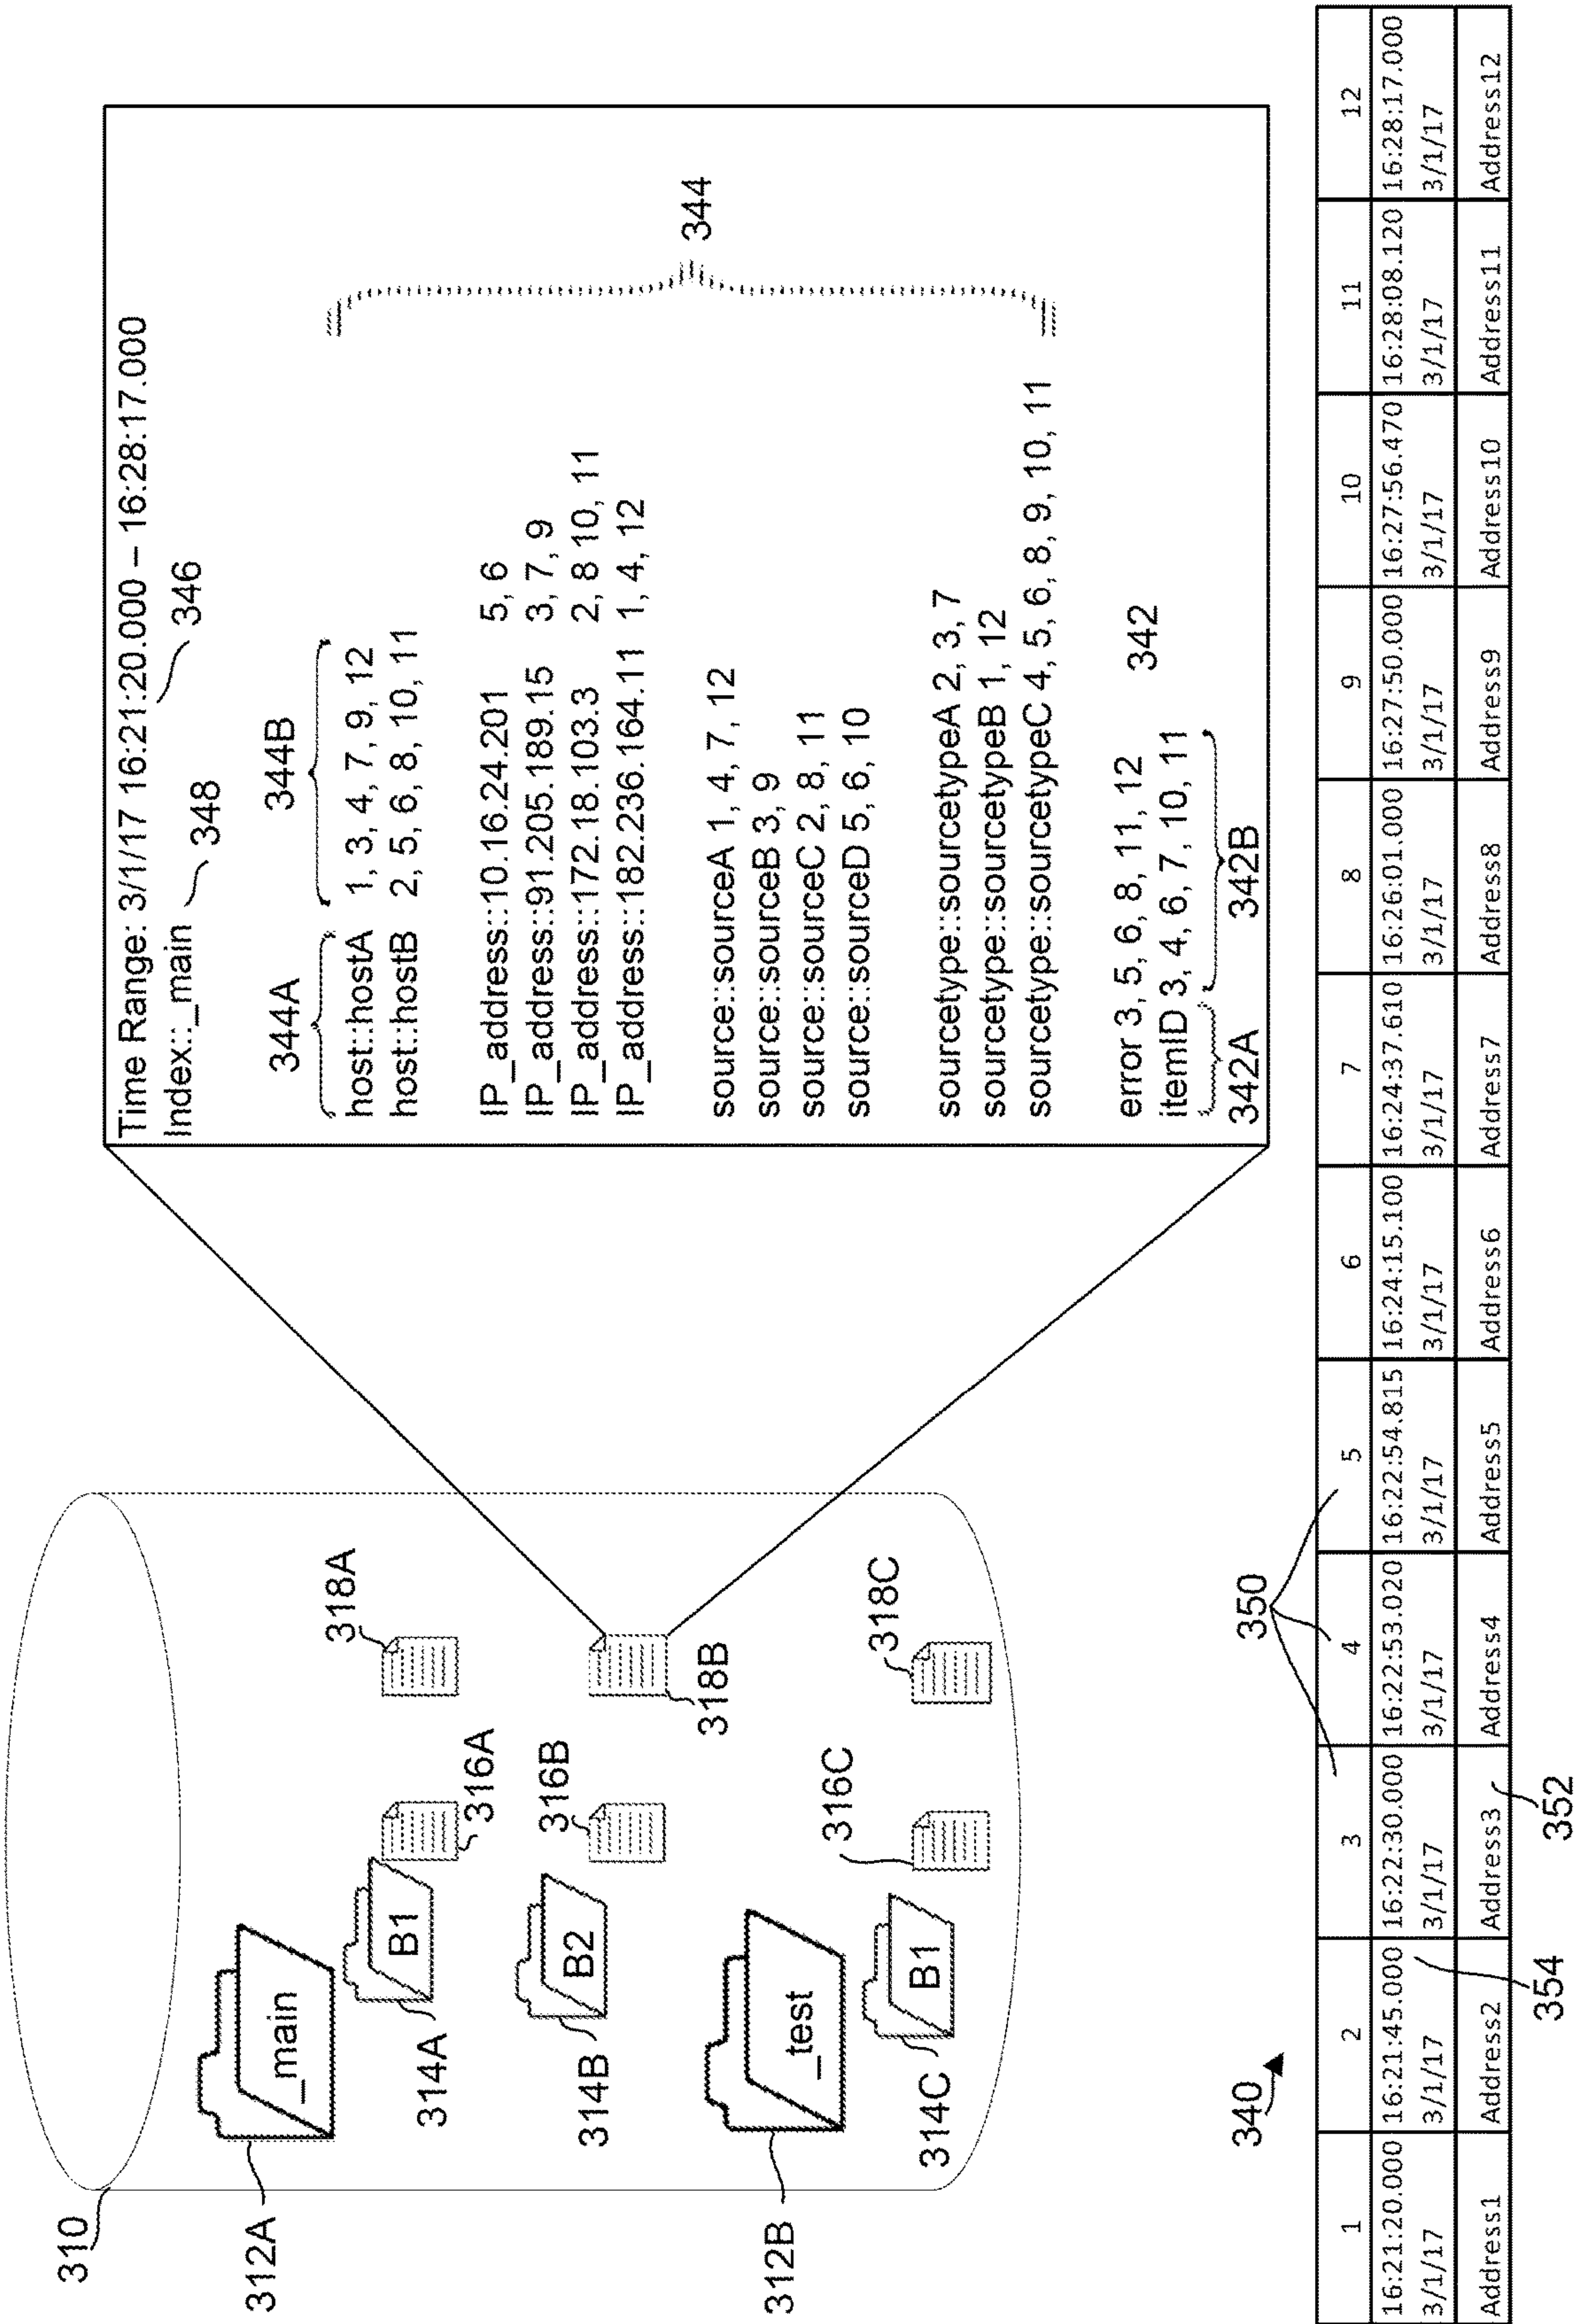 310
312A
_main
314A
B1
316A
318A
314B
B2
316B
318B
312B
_test
314C
B1
316C
318C
Time Range: 3/1/17 16:21:20.000 – 16:28:17.000
Index::_main
348
346
344A
344B
host::hostA 1, 3, 4, 7, 9, 12
host::hostB 2, 5, 6, 8, 10, 11
IP_address::10.16.24.201 5, 6
IP_address::91.205.189.15 3, 7, 9
IP_address::172.18.103.3 2, 8 10, 11
IP_address::182.236.164.11 1, 4, 12
source::sourceA 1, 4, 7, 12
source::sourceB 3, 9
source::sourceC 2, 8, 11
source::sourceD 5, 6, 10
sourcetype::sourcetypeA 2, 3, 7
sourcetype::sourcetypeB 1, 12
sourcetype::sourcetypeC 4, 5, 6, 8, 9, 10, 11
344
error 3, 5, 6, 8, 11, 12
itemID 3, 4, 6, 7, 10, 11
342
342A
342B
340
350
1 2 3 4 5 6 7 8 9 10 11 12
16:21:20.000 16:21:45.000 16:22:30.000 16:22:53.020 16:22:54.815 16:24:15.100 16:24:37.610 16:26:01.000 16:27:50.000 16:27:56.470 16:28:08.120 16:28:17.000
3/1/17 3/1/17 3/1/17 3/1/17 3/1/17 3/1/17 3/1/17 3/1/17 3/1/17 3/1/17 3/1/17 3/1/17
Address1 Address2 Address3 Address4 Address5 Address6 Address7 Address8 Address9 Address10 Address11 Address12
354
352